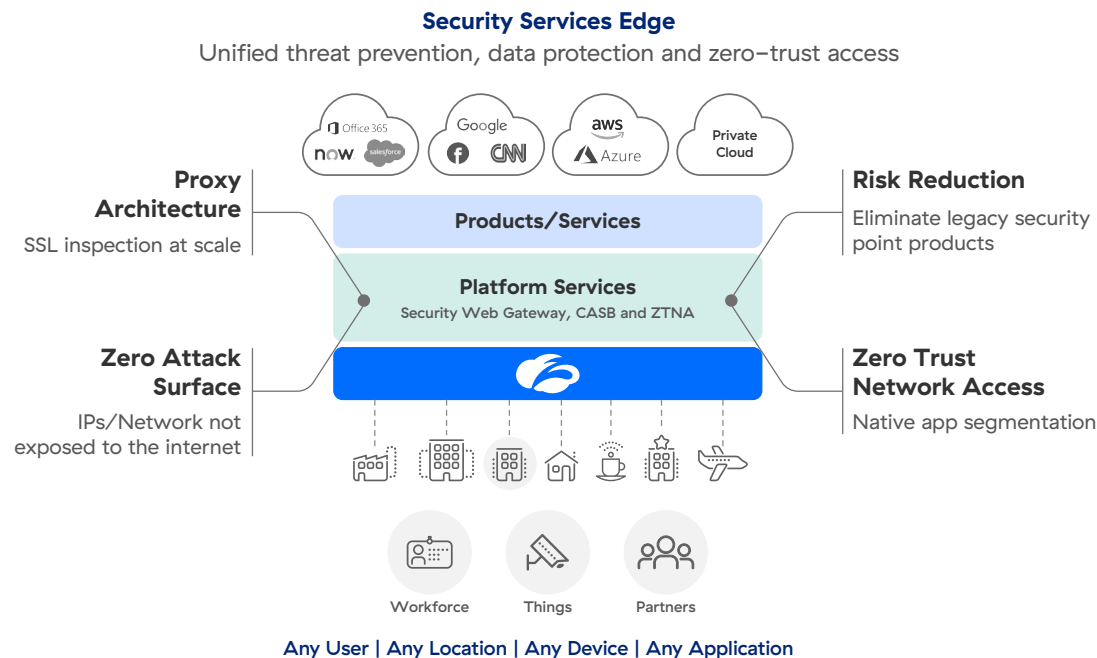 Security Services Edge
Unified threat prevention, data protection and zero-trust access
Office 365
now
salesforce
Google
f
CNN
aws
Azure
Private
Cloud
Proxy
Architecture
SSL inspection at scale
Risk Reduction
Eliminate legacy security
point products
Products/Services
Platform Services
Security Web Gateway, CASB and ZTNA
Zero Attack
Surface
IPs/Network not
exposed to the internet
Zero Trust
Network Access
Native app segmentation
Workforce
Things
Partners
Any User | Any Location | Any Device | Any Application